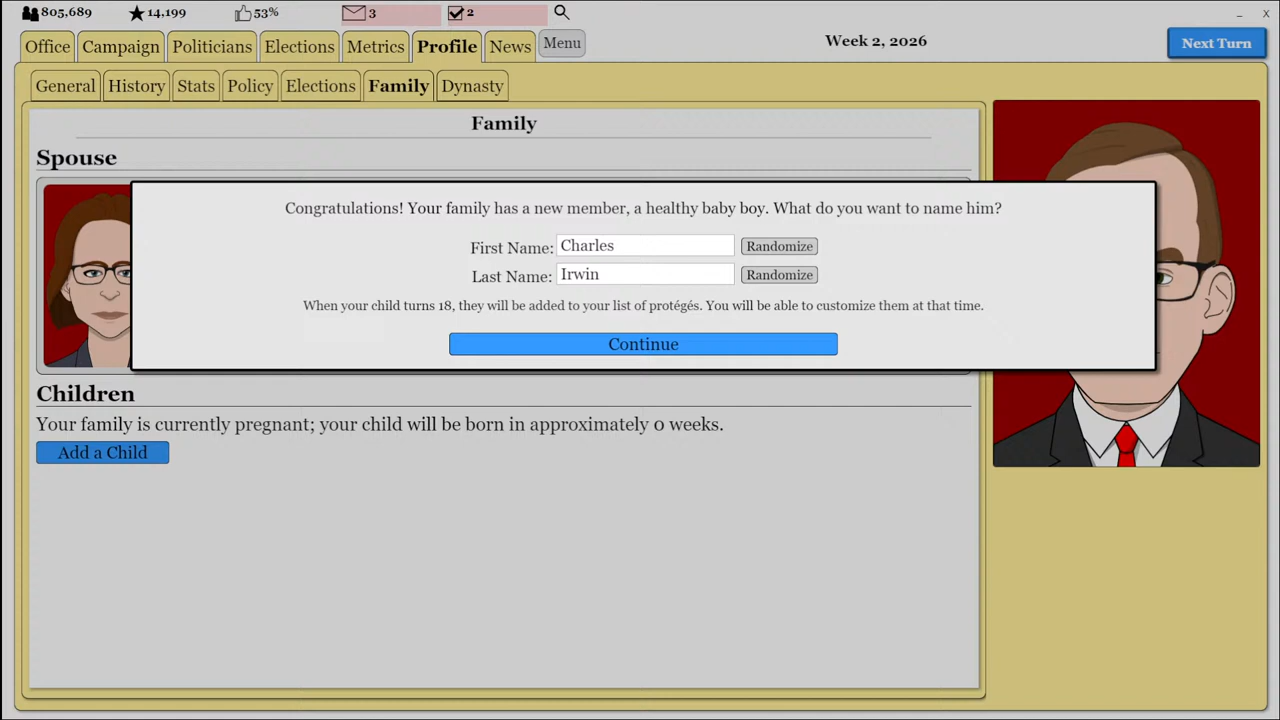 805,689 14,199 53% 3 2
_ X
Office Campaign Politicians Elections Metrics Profile News Menu Week 2, 2026 Next Turn
General History Stats Policy Elections Family Dynasty
Family
Spouse
Congratulations! Your family has a new member, a healthy baby boy. What do you want to name him?
First Name: Charles Randomize
Last Name: Irwin Randomize
When your child turns 18, they will be added to your list of protégés. You will be able to customize them at that time.
Continue
Children
Your family is currently pregnant; your child will be born in approximately 0 weeks.
Add a Child